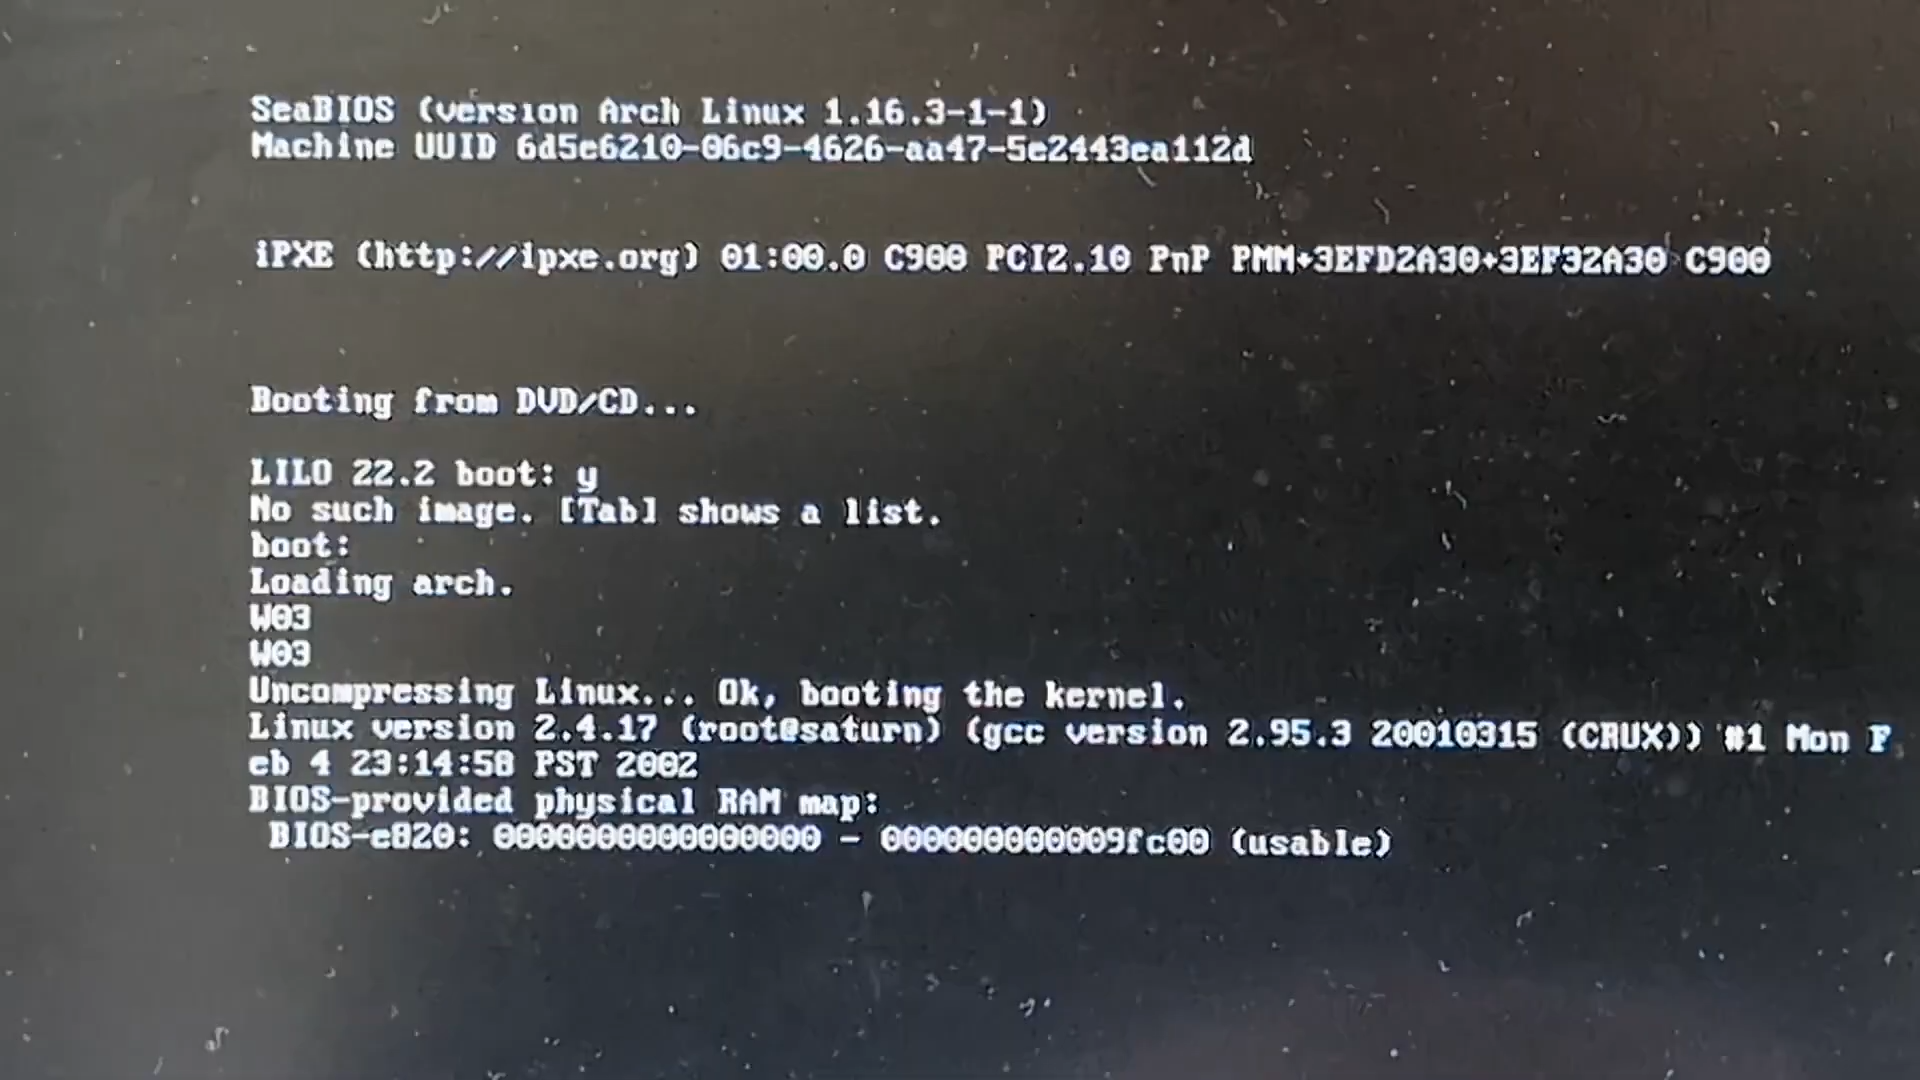 SeaBIOS (version Arch Linux 1.16.3-1-1)
Machine UUID 6d5c6210-06c9-4626-aa47-5e2443ea112d
iPXE (http://ipxe.org) 01:00.0 C900 PCI2.10 PnP PMM+3EFD2A30+3EF32A30 C900
Booting from DVD/CD...
LILO 22.2 boot: y
No such image. [Tab] shows a list.
boot:
Loading arch.
W03
W03
Uncompressing Linux... Ok, booting the kernel.
Linux version 2.4.17 (root@saturn) (gcc version 2.95.3 20010315 (CRUX)) #1 Mon F
eb 4 23:14:58 PST 2002
BIOS-provided physical RAM map:
BIOS-e820: 0000000000000000 - 000000000009fc00 (usable)